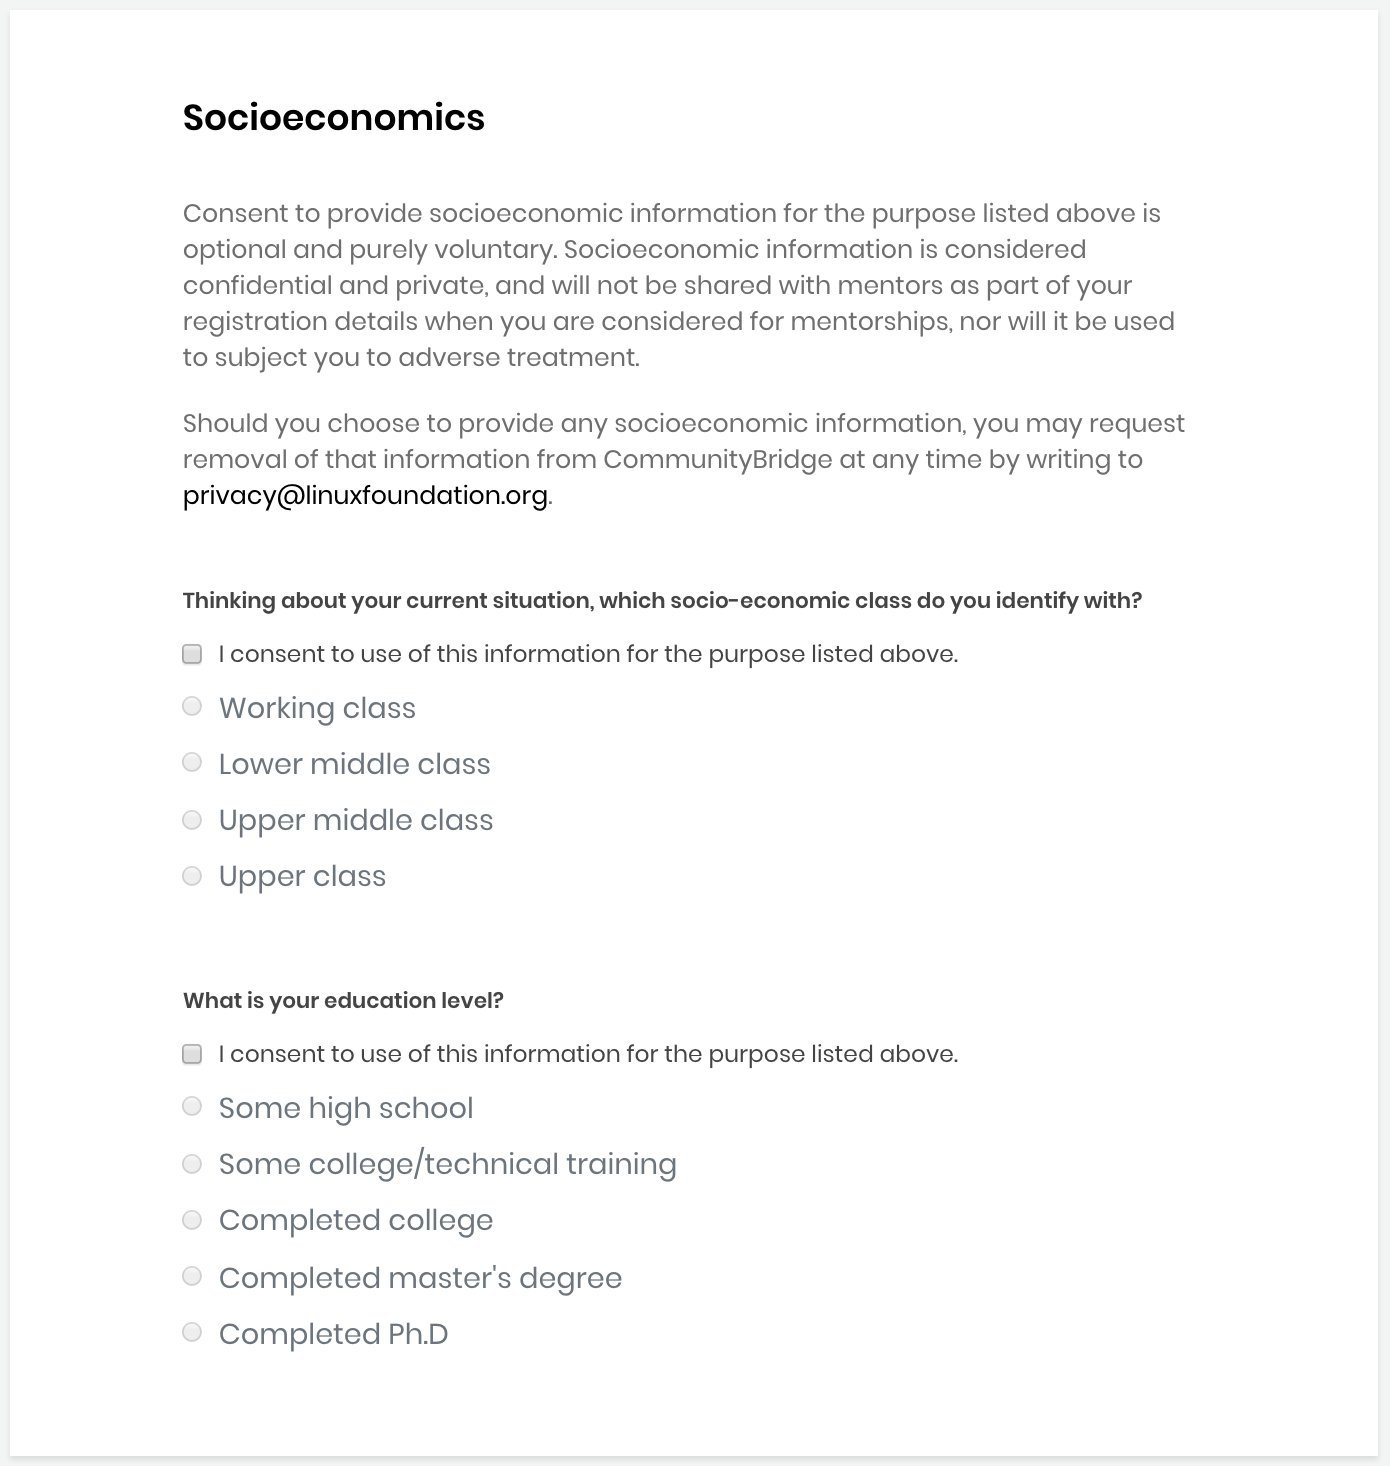 Socioeconomics
Consent to provide socioeconomic information for the purpose listed above is
optional and purely voluntary. Socioeconomic information is considered
confidential and private, and will not be shared with mentors as part of your
registration details when you are considered for mentorships, nor will it be used
to subject you to adverse treatment.
Should you choose to provide any socioeconomic information, you may request
removal of that information from CommunityBridge at any time by writing to
privacy@linuxfoundation.org.
Thinking about your current situation, which socio-economic class do you identify with?
I consent to use of this information for the purpose listed above.
Working class
Lower middle class
Upper middle class
Upper class
What is your education level?
I consent to use of this information for the purpose listed above.
Some high school
Some college/technical training
Completed college
Completed master's degree
Completed Ph.D